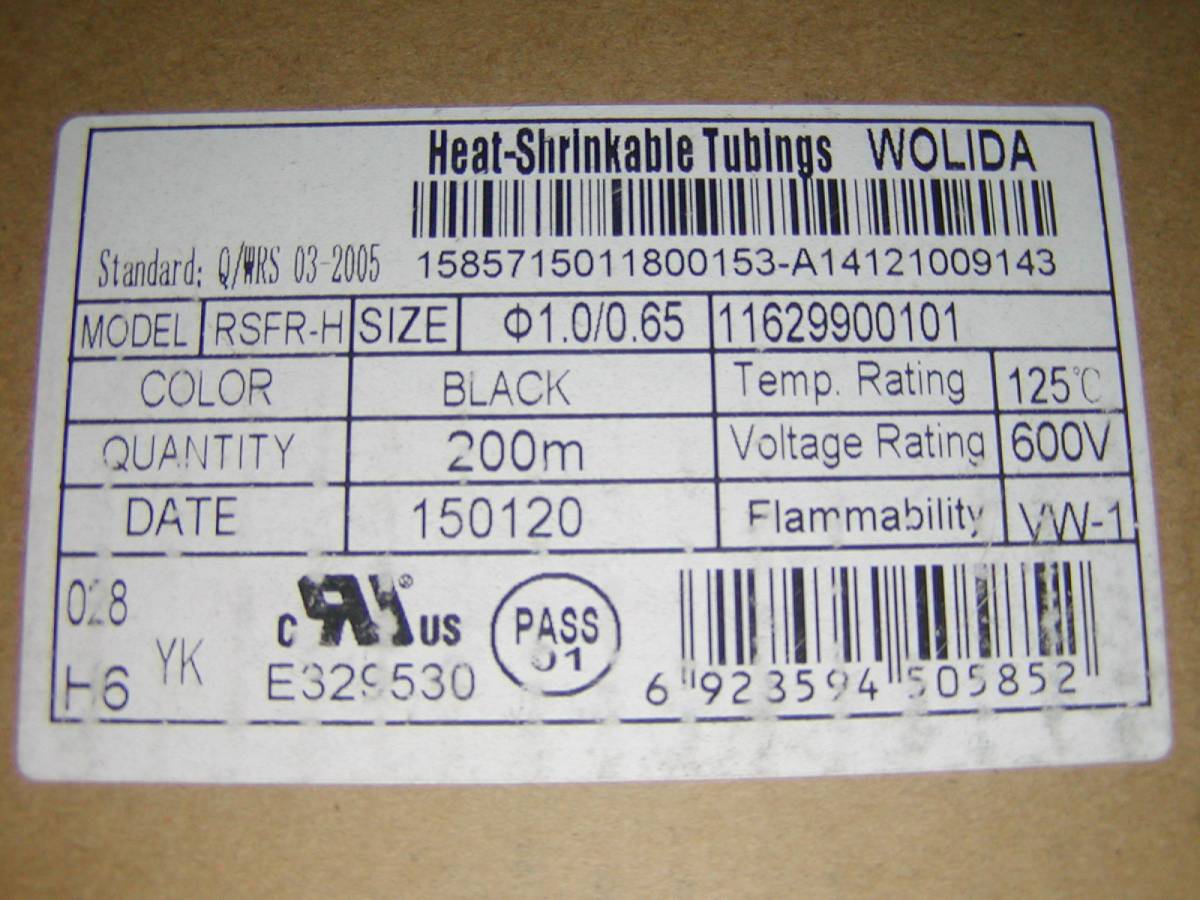 Heat-Shrinkable Tubings WOLIDA
Standard: Q/WRS 03-2005 1585715011800153-A14121009143
MODEL RSFR-H SIZE Φ1.0/0.65 11629900101
COLOR BLACK Temp. Rating 125℃
QUANTITY 200m Voltage Rating 600V
DATE 150120 Flammability VW-1
028 YK H6
c RU ® US PASS 01
E329530 6 923594 505852